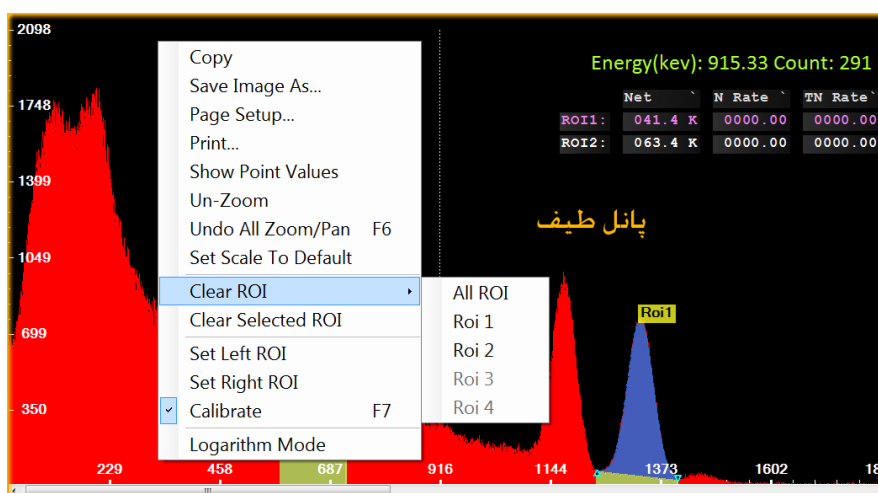 2098
1748
1399
1049
699
350
Copy
Save Image As...
Page Setup...
Print...
Show Point Values
Un-Zoom
Undo All Zoom/Pan F6
Set Scale To Default
Clear ROI
Clear Selected ROI
Set Left ROI
Set Right ROI
Calibrate F7
Logarithm Mode
All ROI
Roi 1
Roi 2
Roi 3
Roi 4
Energy(kev): 915.33 Count: 291
Net ` N Rate ` TN Rate`
ROI1: 041.4 K 0000.00 0000.00
ROI2: 063.4 K 0000.00 0000.00
پانل طیف
Roi1
229 458 687 916 1144 1373 1602 18